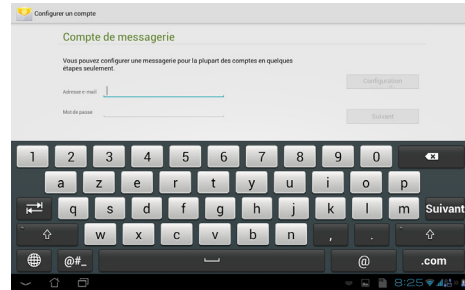 Configurer un compte
Compte de messagerie
Vous pouvez configurer une messagerie pour la plupart des comptes en quelques
étapes seulement.
Configuration
Adresse e-mail
Mot de passe
Suivant
1 2 3 4 5 6 7 8 9 0
a z e r t y u i o p
q s d f g h j k l m Suivant
w x c v b n , .
@#_ @ .com
8:25